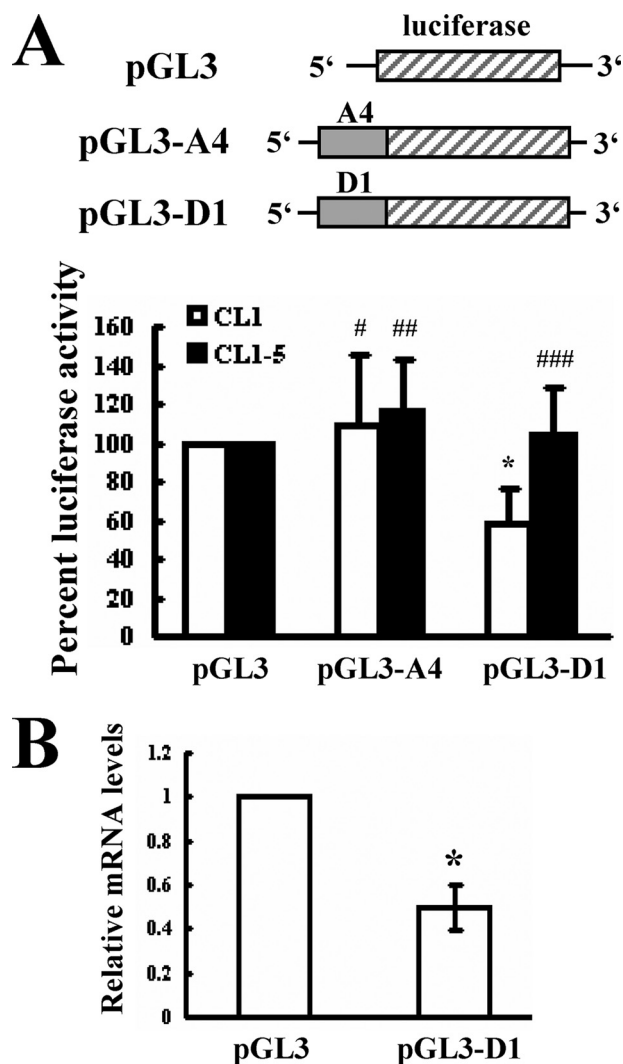 A
luciferase
pGL3 5‘ 3‘
A4
pGL3-A4 5‘ 3‘
D1
pGL3-D1 5‘ 3‘
Percent luciferase activity
CL1
CL1-5
160
140
120
100
80
60
40
20
0
# ## * ###
pGL3 pGL3-A4 pGL3-D1
B
Relative mRNA levels
1.2
1
0.8
0.6
0.4
0.2
0
*
pGL3 pGL3-D1